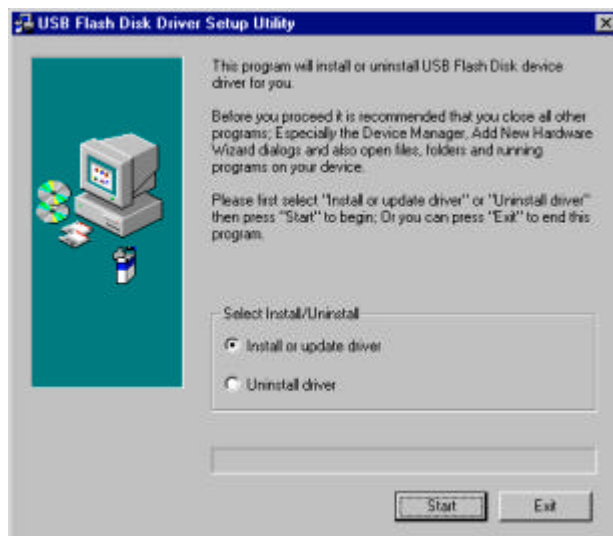 USB Flash Disk Driver Setup Utility
This program will install or uninstall USB Flash Disk device
driver for you.
Before you proceed it is recommended that you close all other
programs; Especially the Device Manager, Add New Hardware
Wizard dialogs and also open files, folders and running
programs on your device.
Please first select "Install or update driver" or "Uninstall driver"
then press "Start" to begin; Or you can press "Exit" to end this
program.
Select Install/Uninstall
Install or update driver
Uninstall driver
Start
Exit